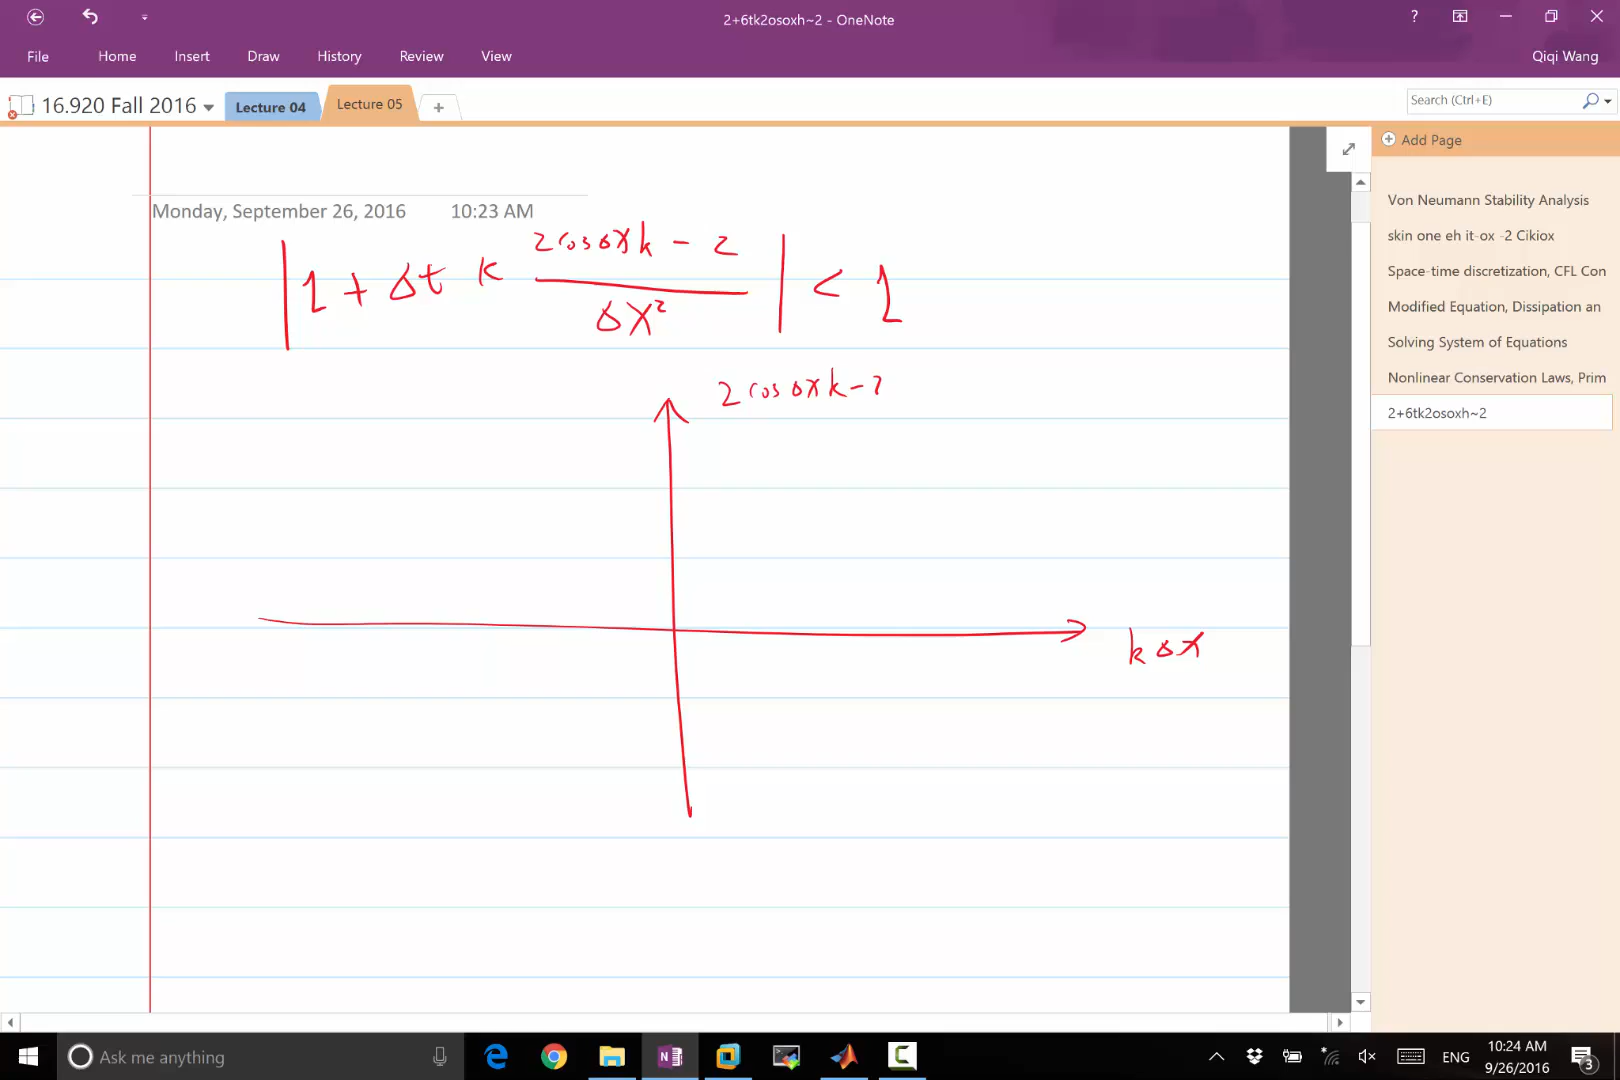 2+6tk2osoxh~2 - OneNote
?
File Home Insert Draw History Review View
Qiqi Wang
16.920 Fall 2016
Lecture 04
Lecture 05
+
Search (Ctrl+E)
Add Page
Monday, September 26, 2016 10:23 AM
Von Neumann Stability Analysis
skin one eh it-ox -2 Cikiox
Space-time discretization, CFL Con
Modified Equation, Dissipation an
Solving System of Equations
Nonlinear Conservation Laws, Prim
2+6tk2osoxh~2
2 cos Δx k - 2
| 1 + Δt κ | < 1
Δx²
2 cos Δx k - 2
k Δx
Ask me anything
ENG
10:24 AM
9/26/2016
3